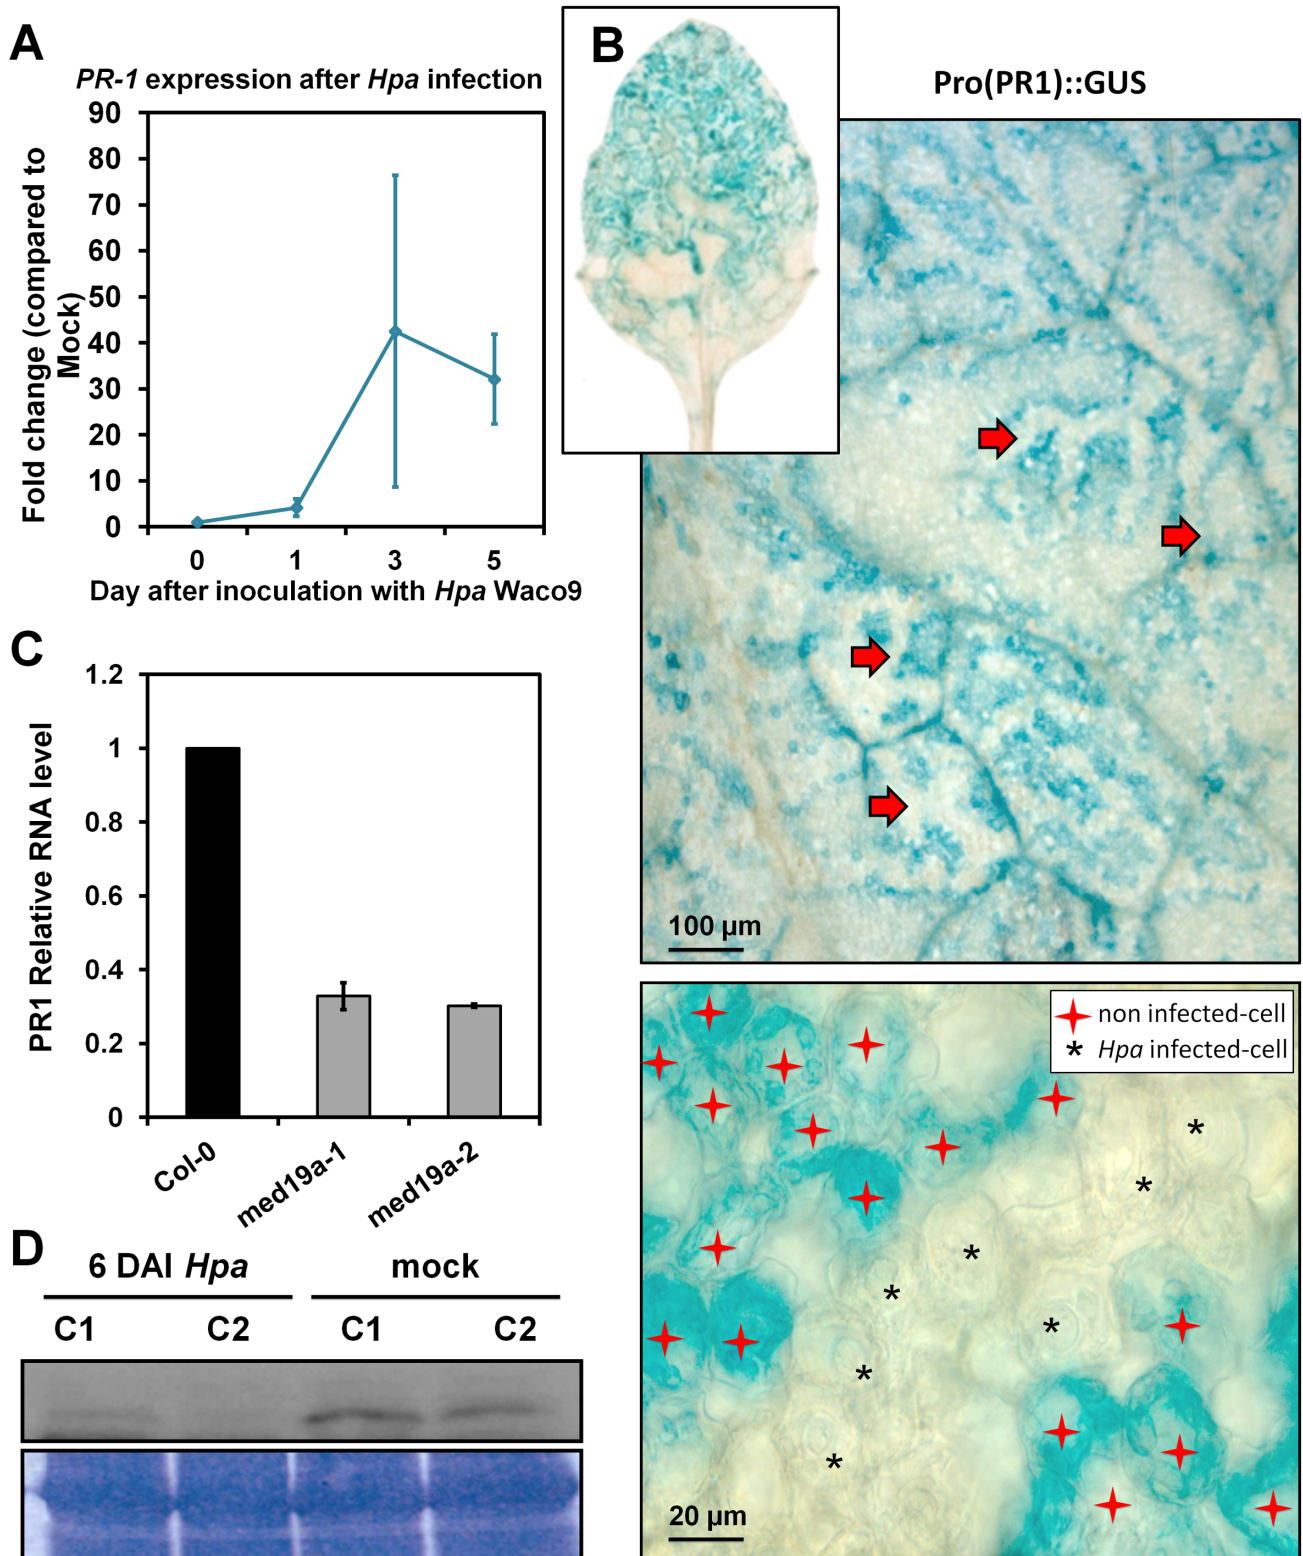 A
PR-1 expression after Hpa infection
Fold change (compared to
Mock)
90
80
70
60
50
40
30
20
10
0
0 1 3 5
Day after inoculation with Hpa Waco9
B
Pro(PR1)::GUS
100 µm
non infected-cell
* Hpa infected-cell
20 µm
C
PR1 Relative RNA level
1.2
1
0.8
0.6
0.4
0.2
0
Col-0
med19a-1
med19a-2
D
6 DAI Hpa mock
C1 C2 C1 C2